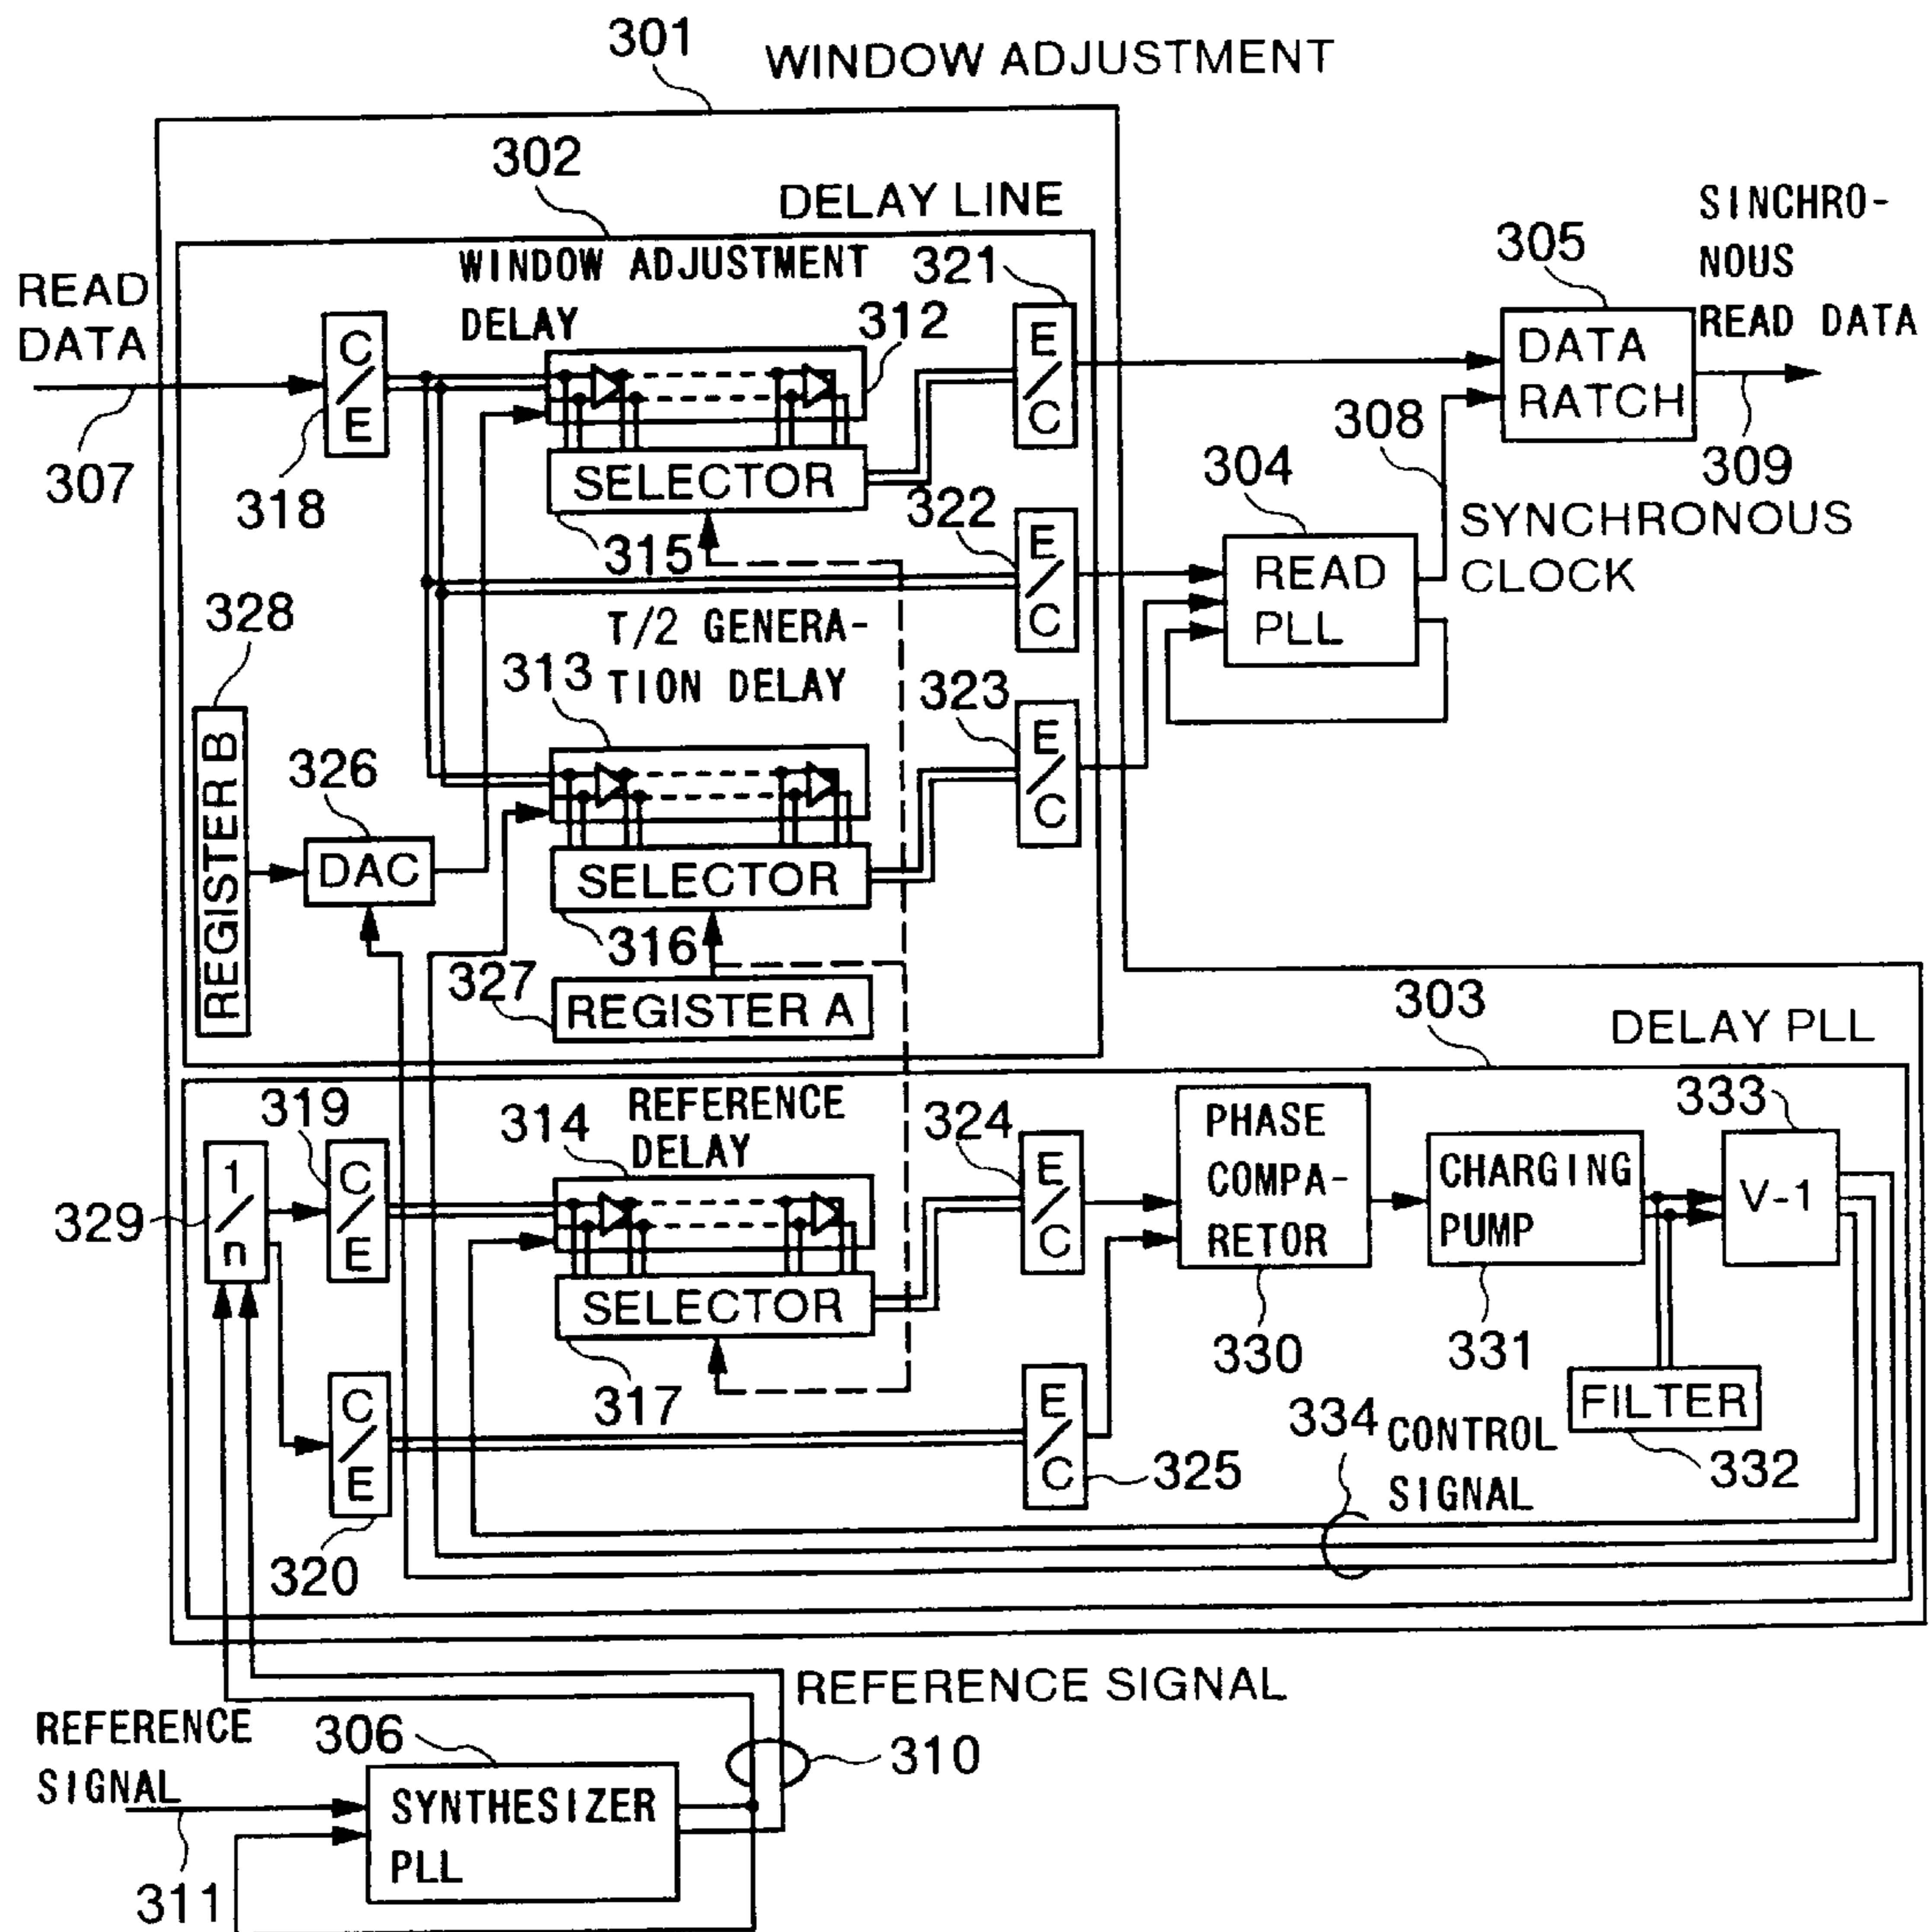 301
WINDOW ADJUSTMENT
302
DELAY LINE
SINCHRO-
NOUS
READ DATA
305
READ
DATA
WINDOW ADJUSTMENT
DELAY
321
312
C/E
E/C
DATA
RATCH
307
318
SELECTOR
308
309
304
322
315
SYNCHRONOUS
CLOCK
E/C
READ
PLL
328
T/2 GENERA-
TION DELAY
313
323
E/C
REGISTER B
326
DAC
SELECTOR
316
327
REGISTER A
303
DELAY PLL
319
REFERENCE
DELAY
314
324
333
PHASE
COMPA-
RETOR
CHARGING
PUMP
V-1
1/n
C/E
E/C
329
SELECTOR
330
331
317
FILTER
332
C/E
E/C
325
334
CONTROL
SIGNAL
320
REFERENCE SIGNAL
REFERENCE
SIGNAL
306
310
SYNTHESIZER
PLL
311